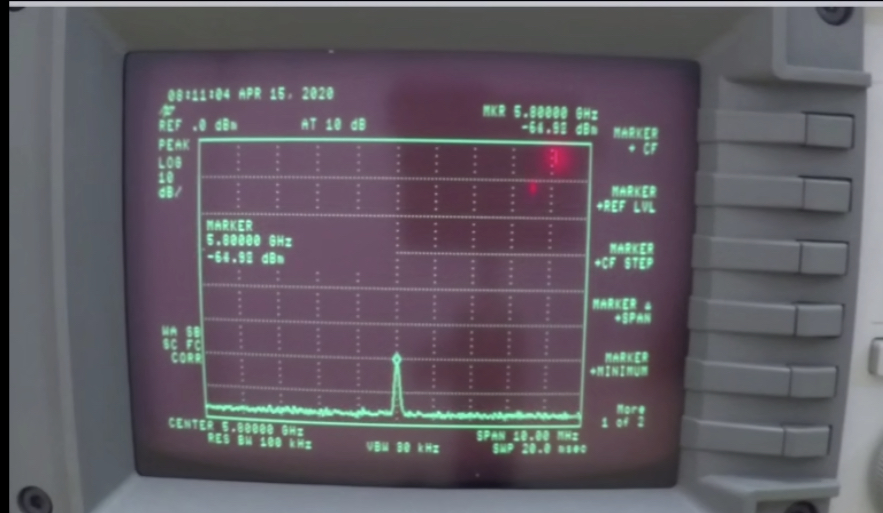 08:11:04 APR 15, 2020
REF .0 dBm
AT 10 dB
MKR 5.80000 GHz
-64.92 dBm
PEAK
LOG
10
dB/
MARKER
5.80000 GHz
-64.92 dBm
WA SB
SC FC
CORR
CENTER 5.80000 GHz
RES BW 100 kHz
VBW 30 kHz
SPAN 10.00 MHz
SWP 20.0 msec
MARKER
→ CF
MARKER
→REF LVL
MARKER
→CF STEP
MARKER Δ
→SPAN
MARKER
→MINIMUM
More
1 of 2